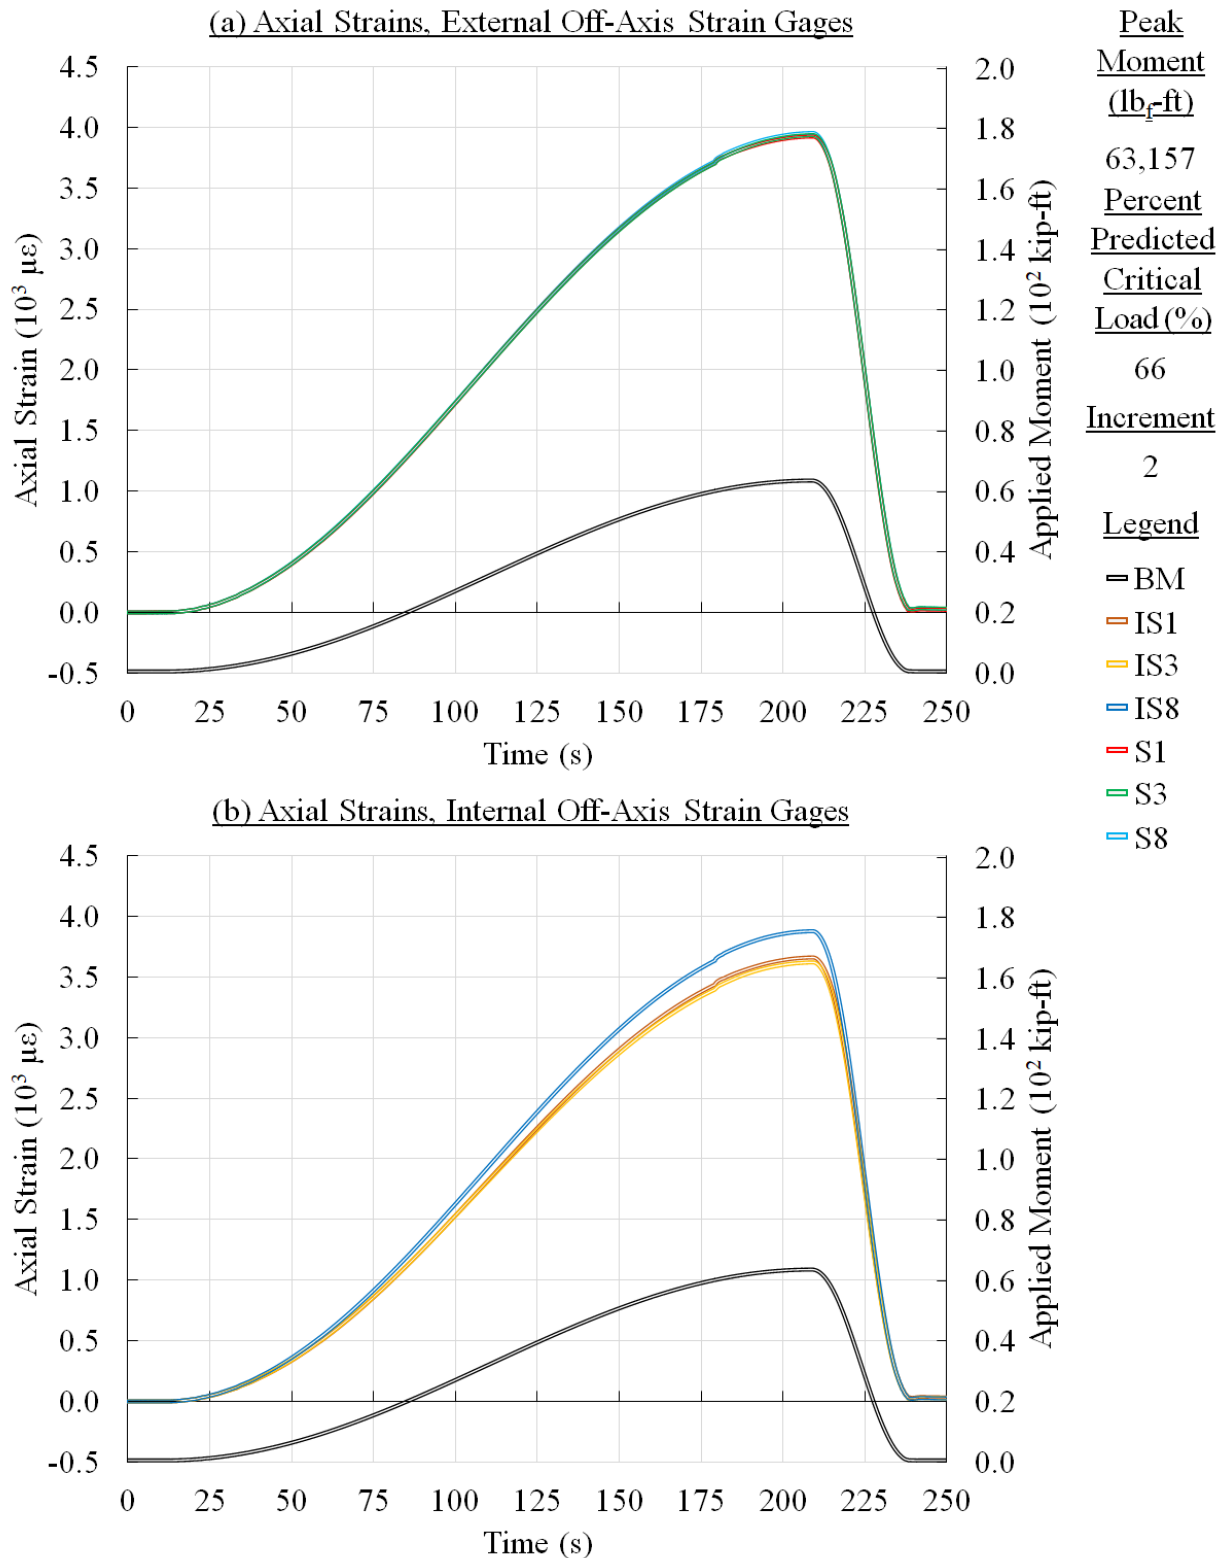 (a) Axial Strains, External Off-Axis Strain Gages
4.5
4.0
3.5
3.0
2.5
2.0
1.5
1.0
0.5
0.0
-0.5
Axial Strain (10³ µε)
2.0
1.8
1.6
1.4
1.2
1.0
0.8
0.6
0.4
0.2
0.0
Applied Moment (10² kip-ft)
0 25 50 75 100 125 150 175 200 225 250
Time (s)
(b) Axial Strains, Internal Off-Axis Strain Gages
4.5
4.0
3.5
3.0
2.5
2.0
1.5
1.0
0.5
0.0
-0.5
Axial Strain (10³ µε)
2.0
1.8
1.6
1.4
1.2
1.0
0.8
0.6
0.4
0.2
0.0
Applied Moment (10² kip-ft)
0 25 50 75 100 125 150 175 200 225 250
Time (s)
Peak
Moment
(lb_f-ft)
63,157
Percent
Predicted
Critical
Load (%)
66
Increment
2
Legend
BM
IS1
IS3
IS8
S1
S3
S8